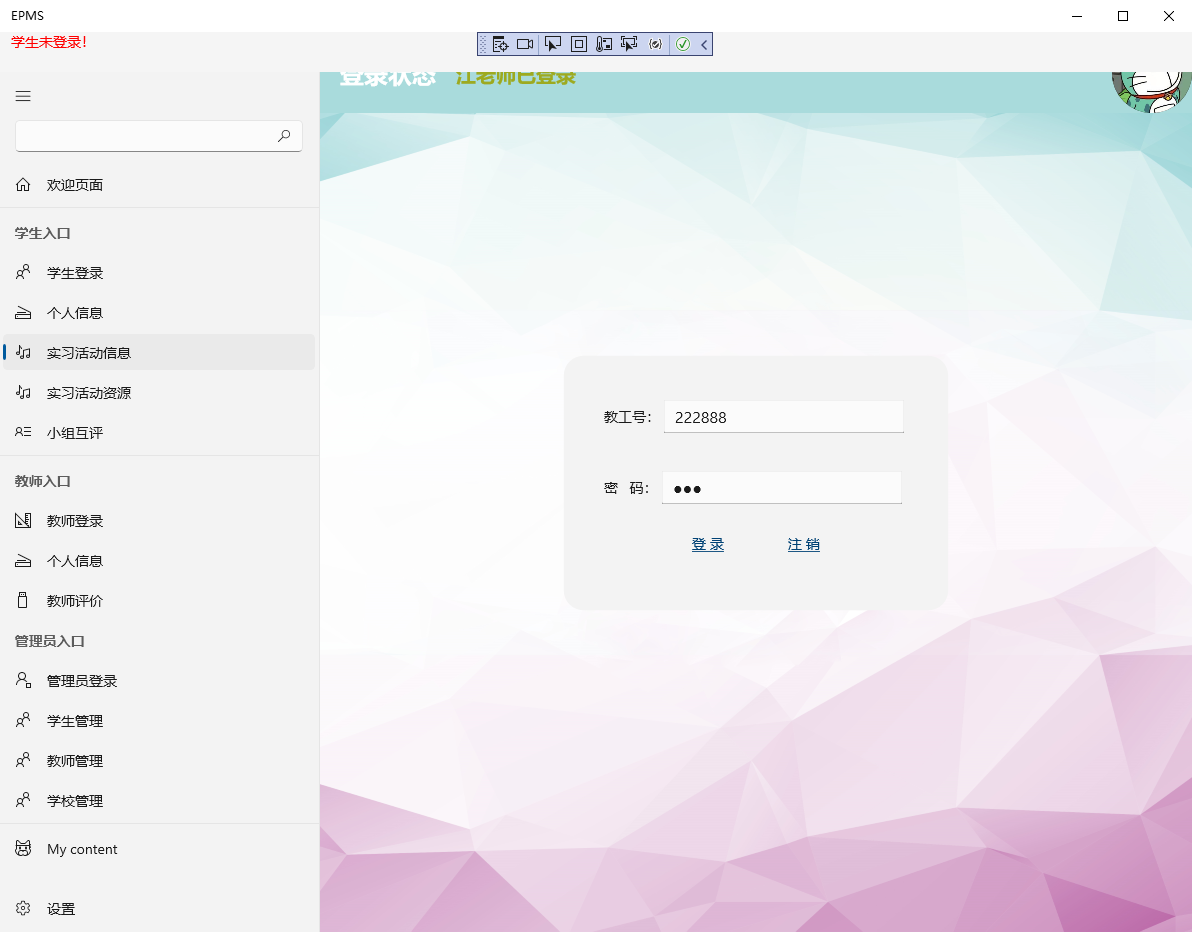 EPMS
学生未登录!
登录状态 江老师已登录
欢迎页面
学生入口
学生登录
个人信息
实习活动信息
实习活动资源
小组互评
教师入口
教师登录
个人信息
教师评价
管理员入口
管理员登录
学生管理
教师管理
学校管理
My content
设置
教工号： 222888
密 码： ●●●
登 录 注 销